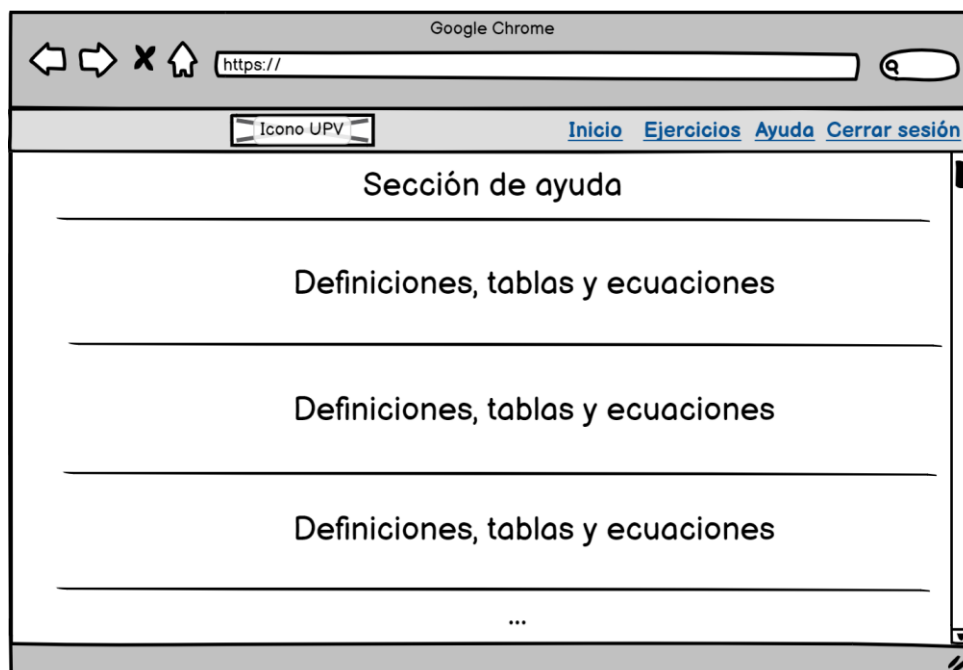 Google Chrome
https://
Icono UPV
Inicio Ejercicios Ayuda Cerrar sesión
Sección de ayuda
Definiciones, tablas y ecuaciones
Definiciones, tablas y ecuaciones
Definiciones, tablas y ecuaciones
...